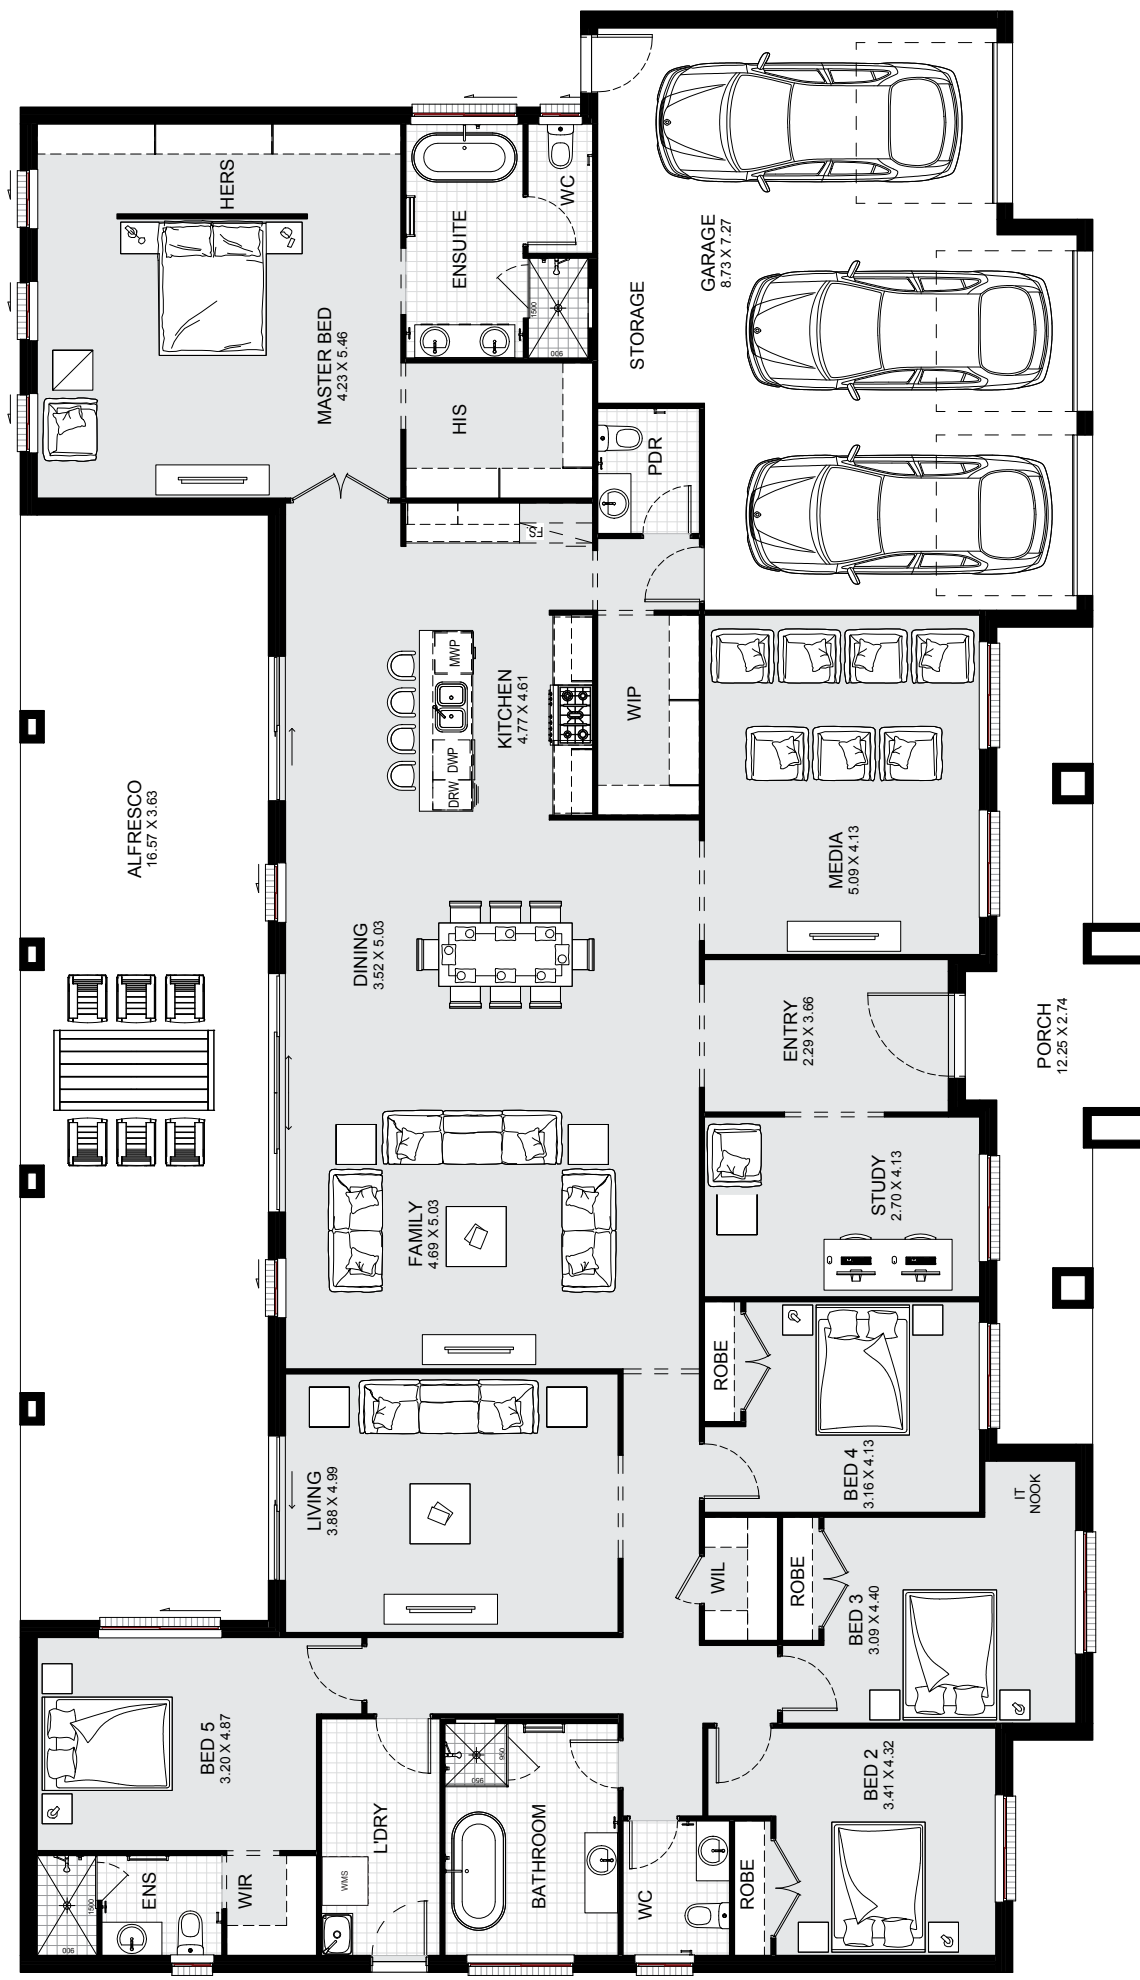 HERS
MASTER BED
4.23 X 5.46
ENSUITE
WC
1500
900
HIS
STORAGE
GARAGE
8.73 X 7.27
PDR
ALFRESCO
16.57 X 3.63
MWP
DWP
DRW
KITCHEN
4.77 X 4.61
WIP
MEDIA
5.09 X 4.13
DINING
3.52 X 5.03
ENTRY
2.29 X 3.66
PORCH
12.25 X 2.74
FAMILY
4.69 X 5.03
STUDY
2.70 X 4.13
ROBE
BED 4
3.16 X 4.13
LIVING
3.88 X 4.99
IT
NOOK
WIL
ROBE
BED 3
3.09 X 4.40
BED 5
3.20 X 4.87
950
950
BED 2
3.41 X 4.32
L'DRY
WMS
BATHROOM
ENS
1500
900
WIR
WC
ROBE